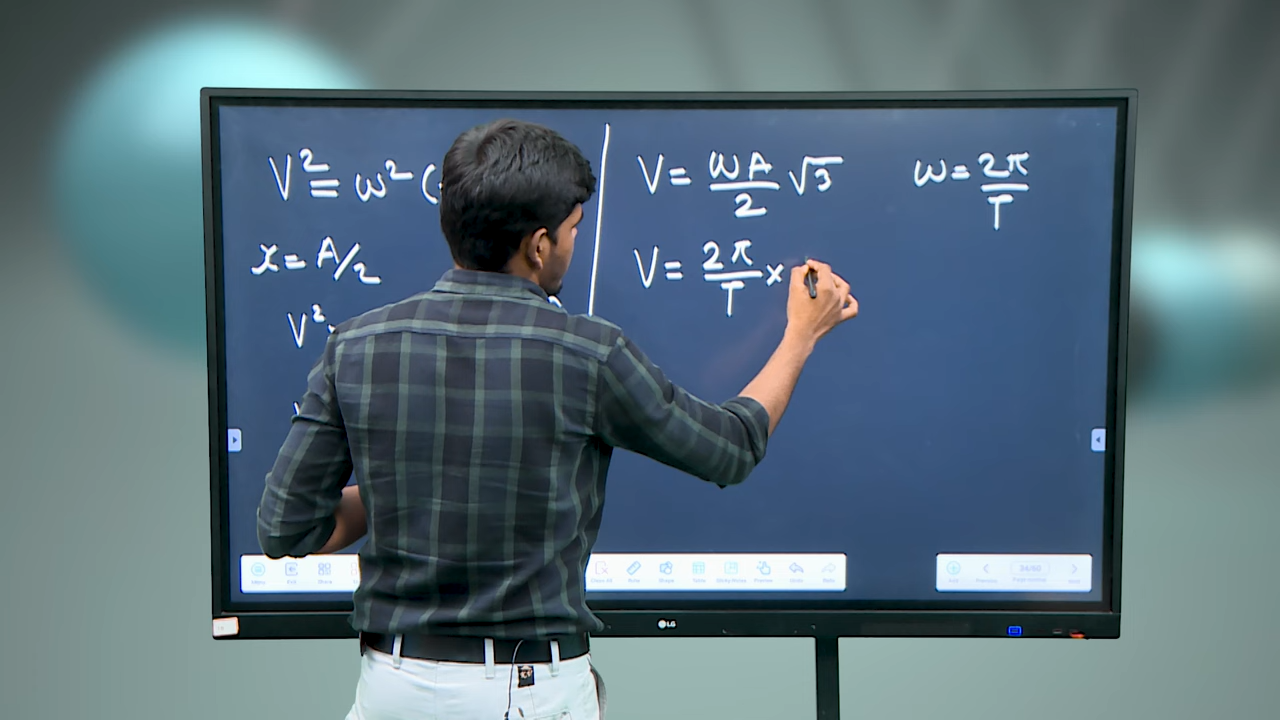 V² = ω² (
x = A/2
V²
V = ωA/2 √3
ω = 2π/T
V = 2π/T ×
LG